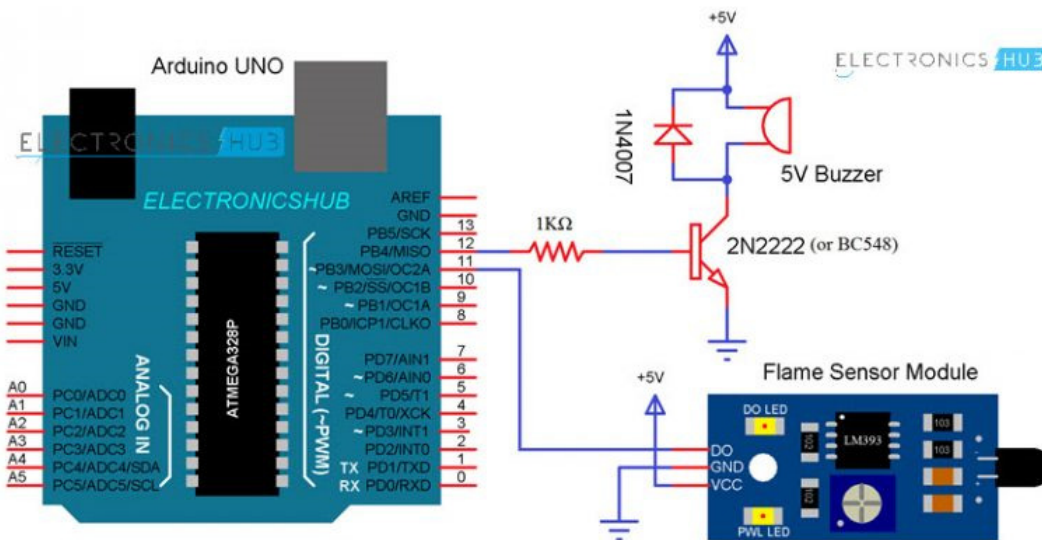 Arduino UNO
ELECTRONICS HUB
ELECTRONICSHUB
AREF
GND
PB5/SCK 13
PB4/MISO 12
~PB3/MOSI/OC2A 11
~ PB2/SS/OC1B 10
~ PB1/OC1A 9
PB0/ICP1/CLKO 8
PD7/AIN1 7
~PD6/AIN0 6
~ PD5/T1 5
PD4/T0/XCK 4
~PD3/INT1 3
PD2/INT0 2
TX PD1/TXD 1
RX PD0/RXD 0
DIGITAL (~PWM)
ATMEGA328P
RESET
3.3V
5V
GND
GND
VIN
ANALOG IN
A0 PC0/ADC0
A1 PC1/ADC1
A2 PC2/ADC2
A3 PC3/ADC3
A4 PC4/ADC4/SDA
A5 PC5/ADC5/SCL
1KΩ
+5V
1N4007
5V Buzzer
2N2222 (or BC548)
ELECTRONICS HUB
+5V
Flame Sensor Module
DO LED
DO
GND
VCC
PWL LED
102
102
LM393
103
103